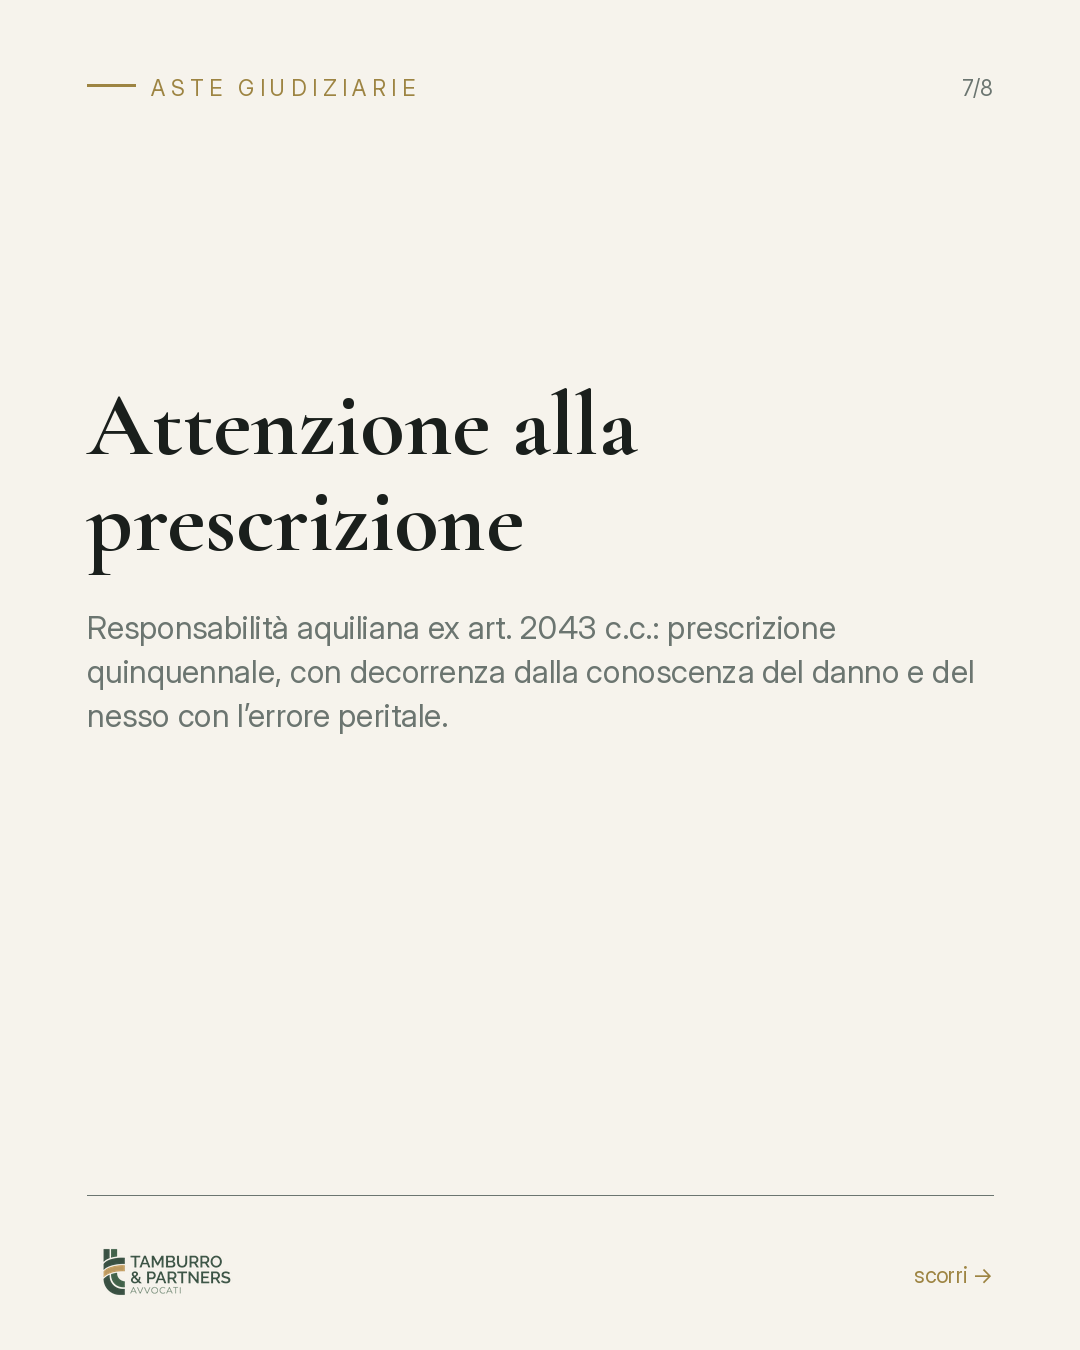 ASTE GIUDIZIARIE
7/8
Attenzione alla
prescrizione
Responsabilità aquiliana ex art. 2043 c.c.: prescrizione
quinquennale, con decorrenza dalla conoscenza del danno e del
nesso con l’errore peritale.
TAMBURRO
& PARTNERS
AVVOCATI
scorri →